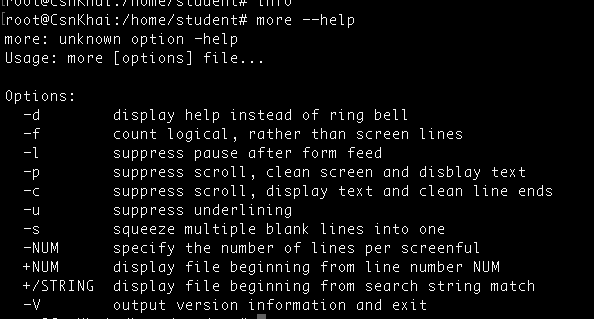 [root@CsnKhai:/home/student# info
[root@CsnKhai:/home/student# more --help
more: unknown option -help
Usage: more [options] file...
Options:
-d display help instead of ring bell
-f count logical, rather than screen lines
-l suppress pause after form feed
-p suppress scroll, clean screen and disblay text
-c suppress scroll, display text and clean line ends
-u suppress underlining
-s squeeze multiple blank lines into one
-NUM specify the number of lines per screenful
+NUM display file beginning from line number NUM
+/STRING display file beginning from search string match
-V output version information and exit